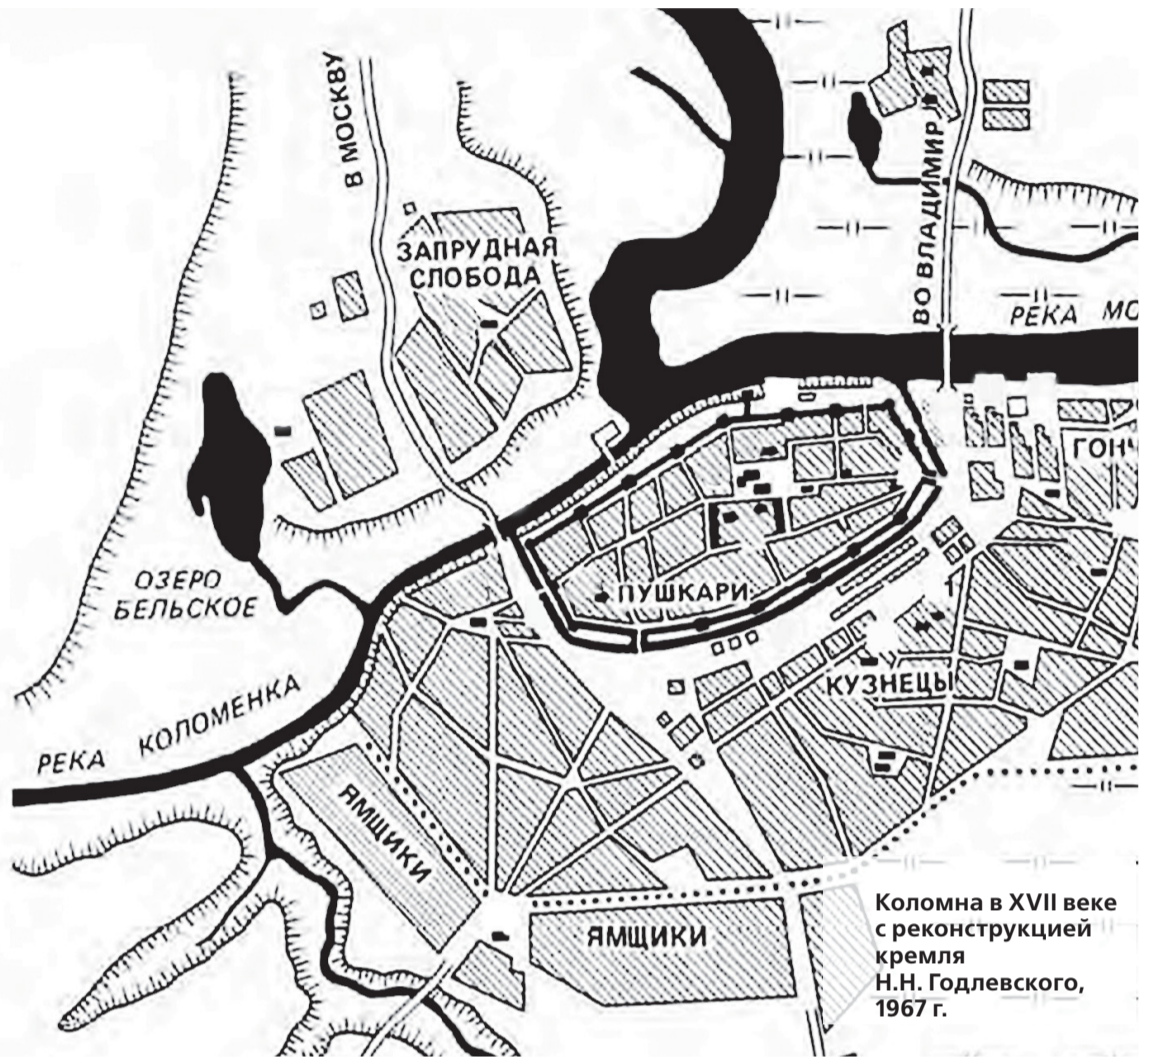 В МОСКВУ
ВО ВЛАДИМИР
ЗАПРУДНАЯ
СЛОБОДА
РЕКА МО
ГОНЧ
ОЗЕРО
БЕЛЬСКОЕ
ПУШКАРИ
1
КУЗНЕЦЫ
РЕКА КОЛОМЕНКА
ЯМЩИКИ
ЯМЩИКИ
Коломна в XVII веке
с реконструкцией
кремля
Н.Н. Годлевского,
1967 г.